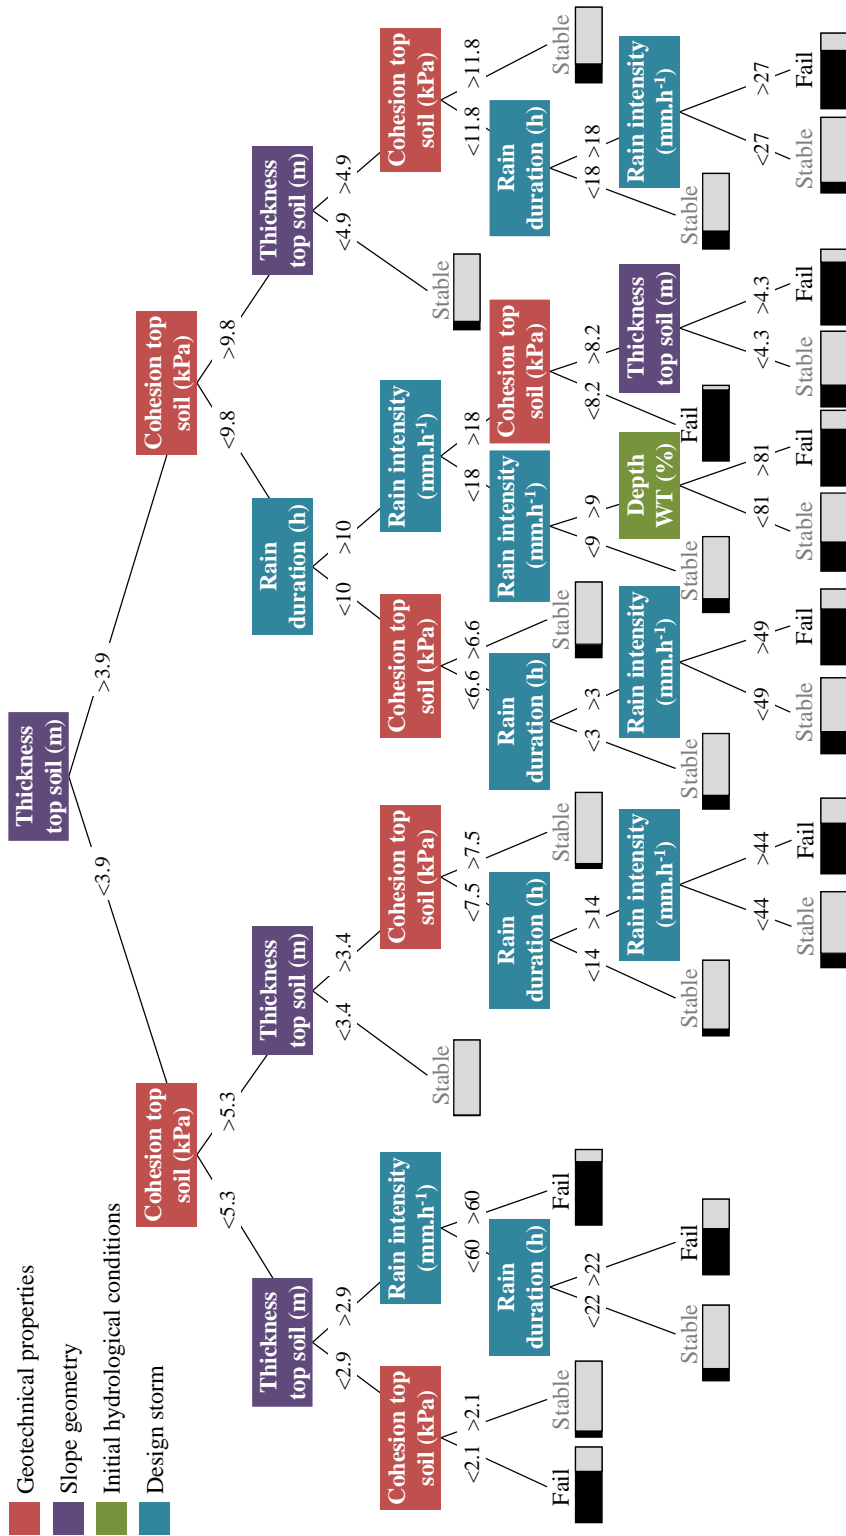 Geotechnical properties
Slope geometry
Initial hydrological conditions
Design storm
Thickness
top soil (m)
<3.9
>3.9
Cohesion top
soil (kPa)
Cohesion top
soil (kPa)
<5.3
>5.3
<9.8
>9.8
Thickness
top soil (m)
Thickness
top soil (m)
Rain
duration (h)
Thickness
top soil (m)
<2.9
>2.9
<3.4
>3.4
<10
>10
<4.9
>4.9
Cohesion top
soil (kPa)
Rain intensity
(mm.h-1)
Stable
Cohesion top
soil (kPa)
Cohesion top
soil (kPa)
Rain intensity
(mm.h-1)
Stable
Cohesion top
soil (kPa)
<2.1
>2.1
<60
>60
<7.5
>7.5
<6.6
>6.6
<18
>18
<11.8
>11.8
Fail
Stable
Rain
duration (h)
Fail
Rain
duration (h)
Stable
Rain
duration (h)
Stable
Rain intensity
(mm.h-1)
Cohesion top
soil (kPa)
Rain
duration (h)
Stable
<22
>22
<14
>14
<3
>3
<9
>9
<8.2
>8.2
<18
>18
Stable
Fail
Stable
Rain intensity
(mm.h-1)
Stable
Rain intensity
(mm.h-1)
Stable
Depth
WT (%)
Fail
Thickness
top soil (m)
Stable
Rain intensity
(mm.h-1)
<44
>44
<49
>49
<81
>81
<4.3
>4.3
<27
>27
Stable
Fail
Stable
Fail
Stable
Fail
Stable
Fail
Stable
Fail